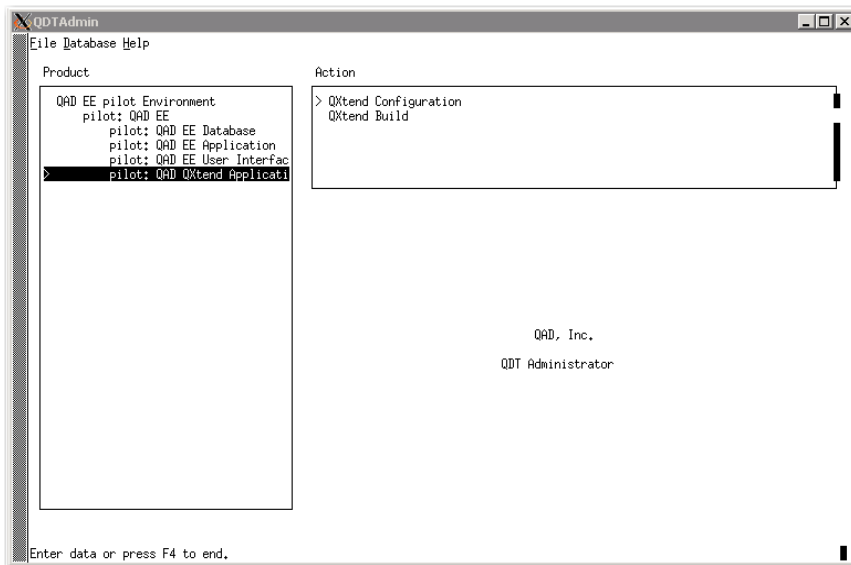 QDTAdmin
File Database Help
Product
QAD EE pilot Environment
pilot: QAD EE
pilot: QAD EE Database
pilot: QAD EE Application
pilot: QAD EE User Interfac
> pilot: QAD QXtend Applicati
Action
> QXtend Configuration
QXtend Build
QAD, Inc.
QDT Administrator
Enter data or press F4 to end.